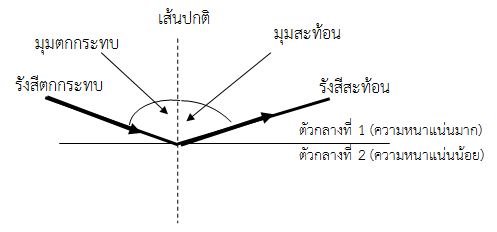 เส้นปกติ
มุมตกกระทบ
มุมสะท้อน
รังสีตกกระทบ
รังสีสะท้อน
ตัวกลางที่ 1 (ความหนาแน่นมาก)
ตัวกลางที่ 2 (ความหนาแน่นน้อย)